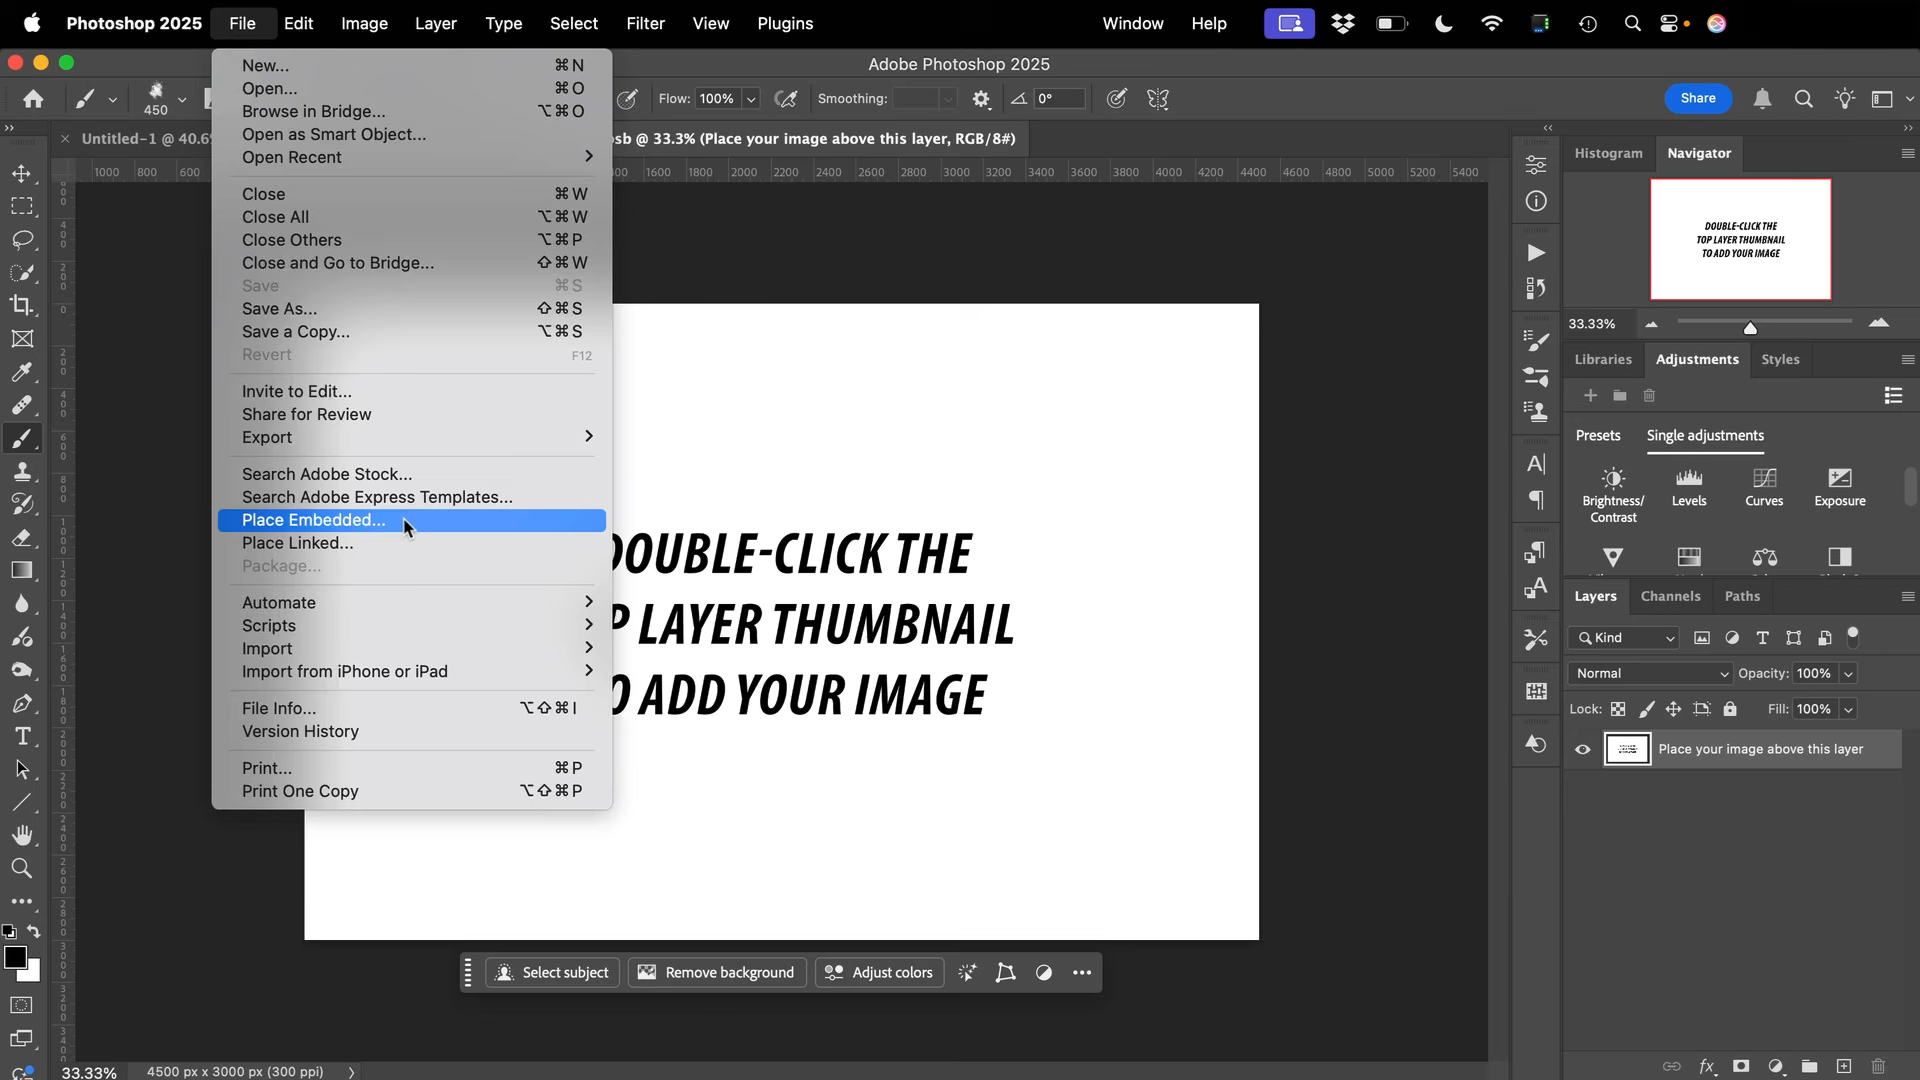 Photoshop 2025 File Edit Image Layer Type Select Filter View Plugins Window Help
Adobe Photoshop 2025
450 Flow: 100% Smoothing: 0° Share
Untitled-1 @ 40.6 sb @ 33.3% (Place your image above this layer, RGB/8#)
1000 800 600 1600 1800 2000 2200 2400 2600 2800 3000 3200 3400 3600 3800 4000 4200 4400 4600 4800 5000 5200 5400
New... ⌘N
Open... ⌘O
Browse in Bridge... ⌥⌘O
Open as Smart Object...
Open Recent
Close ⌘W
Close All ⌥⌘W
Close Others ⌥⌘P
Close and Go to Bridge... ⇧⌘W
Save ⌘S
Save As... ⇧⌘S
Save a Copy... ⌥⌘S
Revert F12
Invite to Edit...
Share for Review
Export
Search Adobe Stock...
Search Adobe Express Templates...
Place Embedded...
Place Linked...
Package...
Automate
Scripts
Import
Import from iPhone or iPad
File Info... ⌥⇧⌘I
Version History
Print... ⌘P
Print One Copy ⌥⇧⌘P
DOUBLE-CLICK THE
P LAYER THUMBNAIL
O ADD YOUR IMAGE
Select subject Remove background Adjust colors
33.33% 4500 px x 3000 px (300 ppi)
Histogram Navigator
DOUBLE-CLICK THE
TOP LAYER THUMBNAIL
TO ADD YOUR IMAGE
33.33%
Libraries Adjustments Styles
Presets Single adjustments
Brightness/
Contrast
Levels Curves Exposure
Layers Channels Paths
Kind
Normal Opacity: 100%
Lock: Fill: 100%
Place your image above this layer
fx